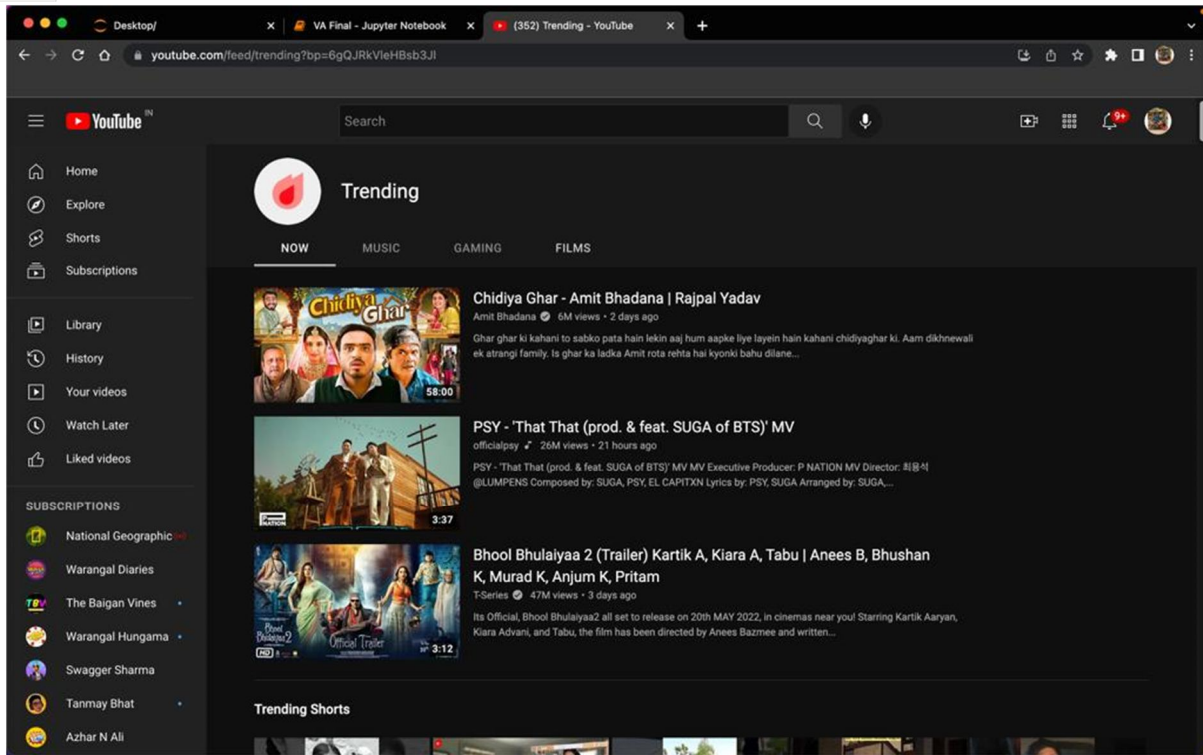 Desktop/
VA Final - Jupyter Notebook
(352) Trending - YouTube
youtube.com/feed/trending?bp=6gQJRkVleHBsb3Jl
YouTube IN
Search
9+
Home
Explore
Shorts
Subscriptions
Library
History
Your videos
Watch Later
Liked videos
SUBSCRIPTIONS
National Geographic
Warangal Diaries
TBV
The Baigan Vines
Warangal Hungama
Swagger Sharma
Tanmay Bhat
Azhar N Ali
Trending
NOW MUSIC GAMING FILMS
Chidiya Ghar
58:00
Chidiya Ghar - Amit Bhadana | Rajpal Yadav
Amit Bhadana 6M views • 2 days ago
Ghar ghar ki kahani to sabko pata hain lekin aaj hum aapke liye layein hain kahani chidiyaghar ki. Aam dikhnewali
ek atrangi family. Is ghar ka ladka Amit rota rehta hai kyonki bahu dilane...
P NATION
3:37
PSY - 'That That (prod. & feat. SUGA of BTS)' MV
officialpsy 26M views • 21 hours ago
PSY - 'That That (prod. & feat. SUGA of BTS)' MV MV Executive Producer: P NATION MV Director: 최용석
@LUMPENS Composed by: SUGA, PSY, EL CAPITXN Lyrics by: PSY, SUGA Arranged by: SUGA,...
Bhool
Bhulaiyaa 2
Official Trailer
HD
3:12
Bhool Bhulaiyaa 2 (Trailer) Kartik A, Kiara A, Tabu | Anees B, Bhushan
K, Murad K, Anjum K, Pritam
T-Series 47M views • 3 days ago
Its Official, Bhool Bhulaiyaa2 all set to release on 20th MAY 2022, in cinemas near you! Starring Kartik Aaryan,
Kiara Advani, and Tabu, the film has been directed by Anees Bazmee and written...
Trending Shorts